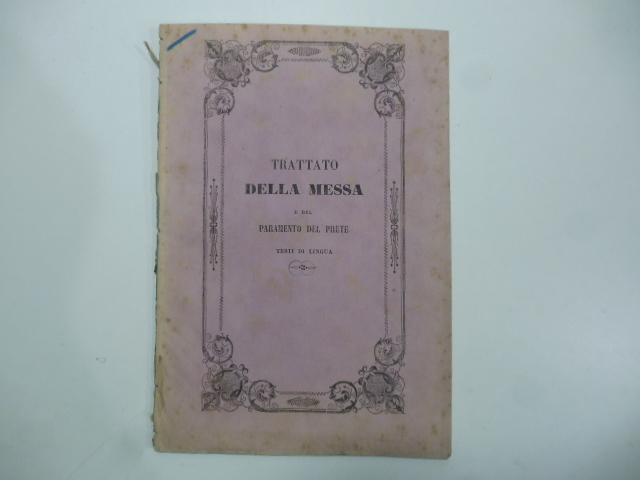 TRATTATO
DELLA MESSA
E DEL
PARAMENTO DEL PRETE
TESTI DI LINGUA